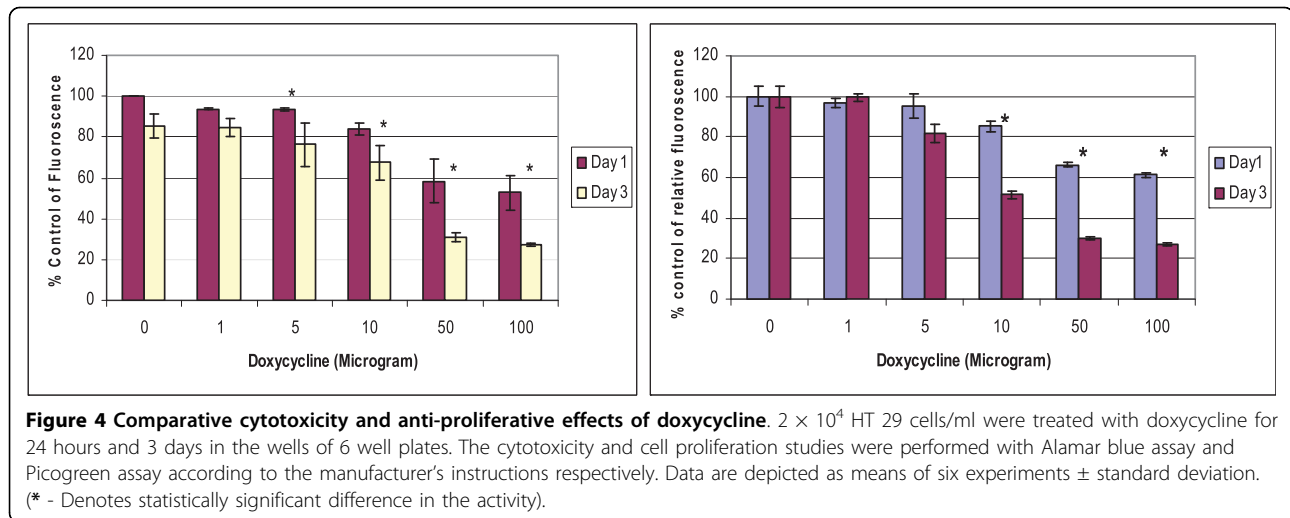 120
100
80
60
40
20
0
% Control of Fluoroscence
*
*
*
*
0 1 5 10 50 100
Doxycycline (Microgram)
Day 1
Day 3
120
100
80
60
40
20
0
% control of relative fluoroscence
*
*
*
0 1 5 10 50 100
Doxycycline (Microgram)
Day1
Day 3
Figure 4 Comparative cytotoxicity and anti-proliferative effects of doxycycline. 2 × 10⁴ HT 29 cells/ml were treated with doxycycline for
24 hours and 3 days in the wells of 6 well plates. The cytotoxicity and cell proliferation studies were performed with Alamar blue assay and
Picogreen assay according to the manufacturer's instructions respectively. Data are depicted as means of six experiments ± standard deviation.
(* - Denotes statistically significant difference in the activity).